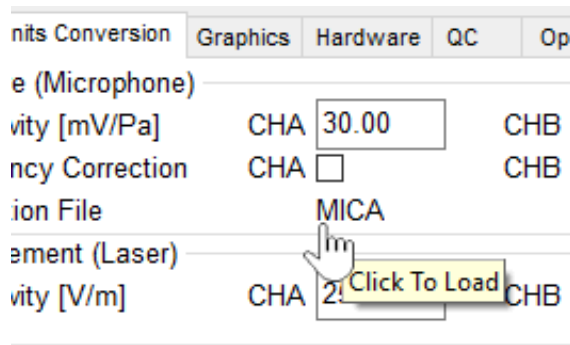 nits Conversion Graphics Hardware QC Op
e (Microphone)
vity [mV/Pa] CHA 30.00 CHB
ncy Correction CHA CHB
tion File MICA
ement (Laser)
Click To Load
vity [V/m] CHA 2 CHB